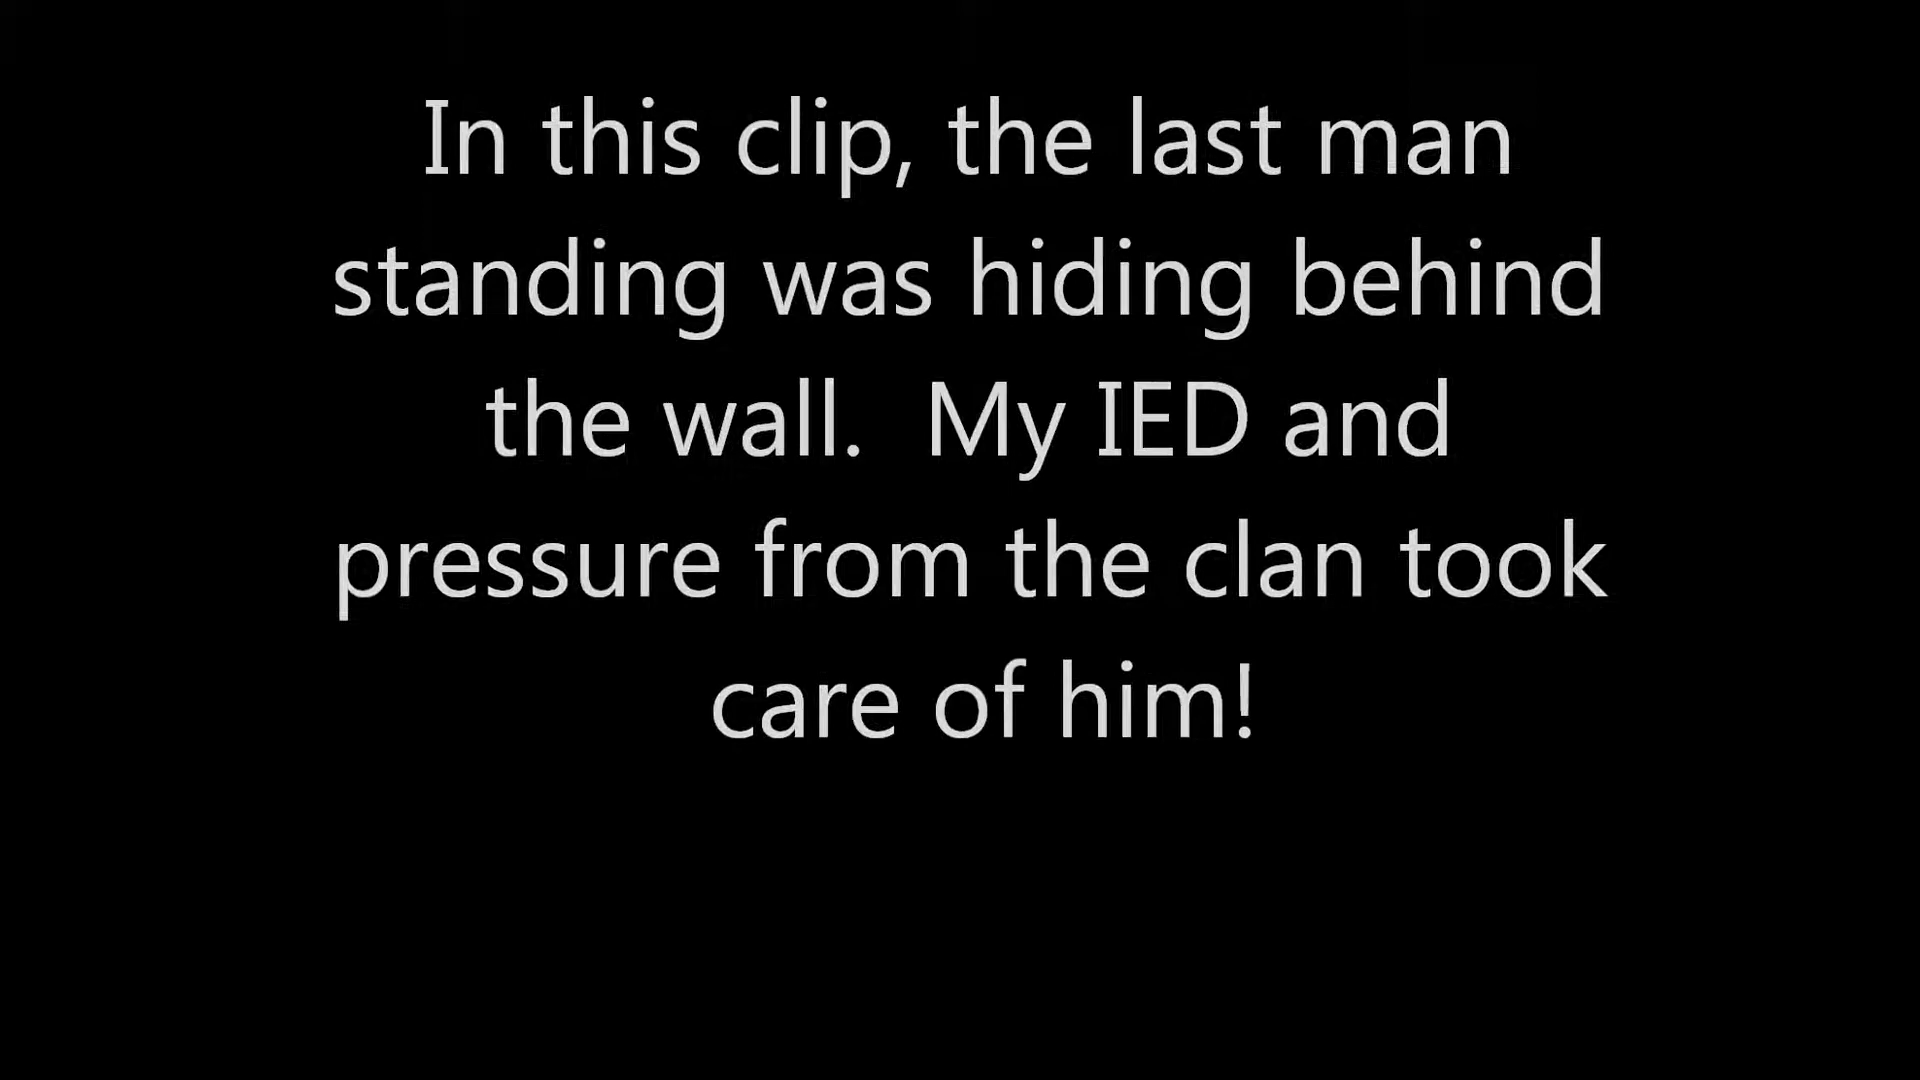 In this clip, the last man
standing was hiding behind
the wall.  My IED and
pressure from the clan took
care of him!